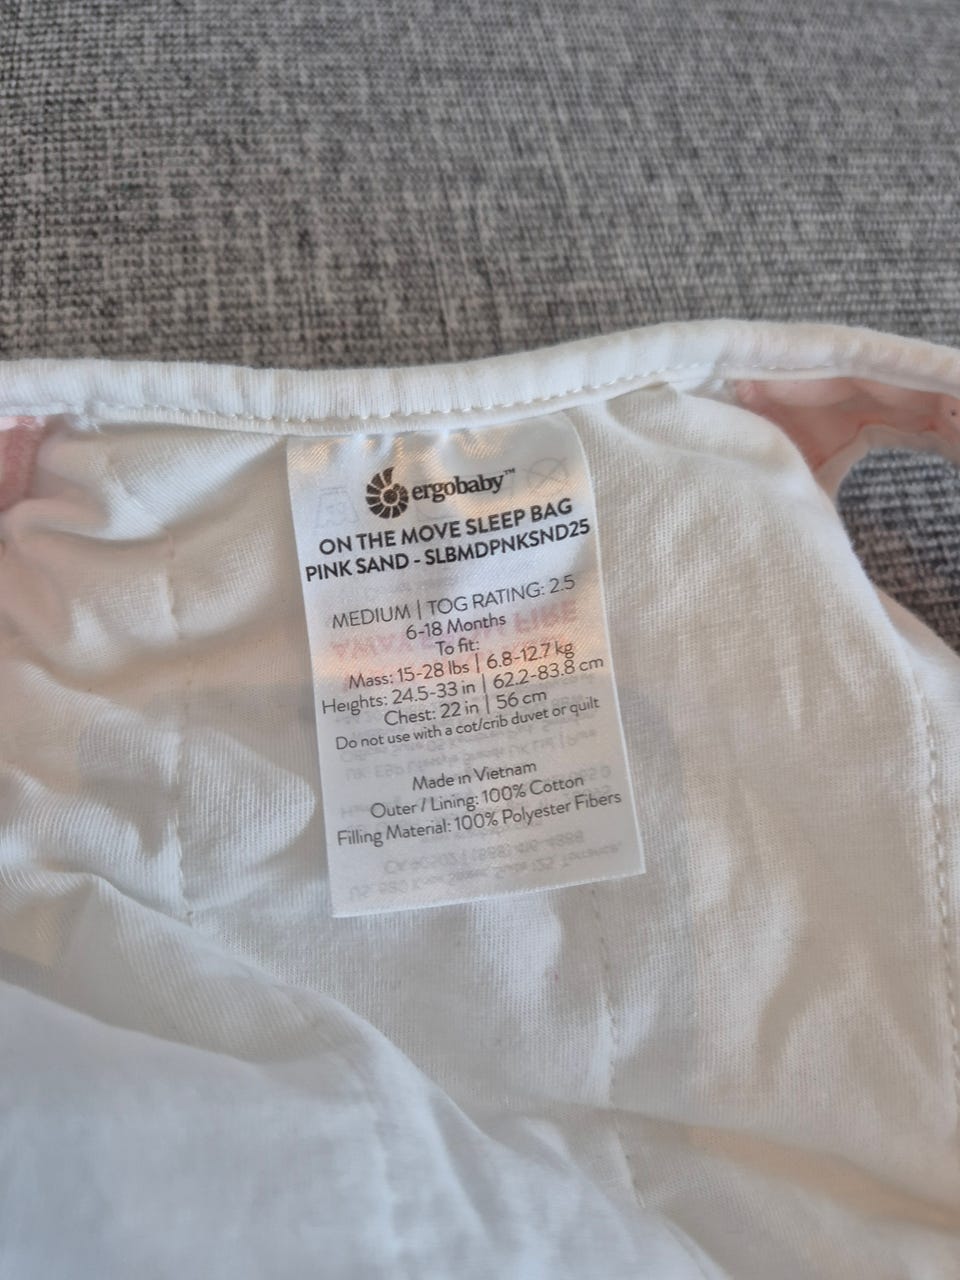 ergobaby™
ON THE MOVE SLEEP BAG
PINK SAND - SLBMDPNKSND25
MEDIUM | TOG RATING: 2.5
6-18 Months
To fit:
Mass: 15-28 lbs | 6.8-12.7 kg
Heights: 24.5-33 in | 62.2-83.8 cm
Chest: 22 in | 56 cm
Do not use with a cot/crib duvet or quilt
Made in Vietnam
Outer / Lining: 100% Cotton
Filling Material: 100% Polyester Fibers